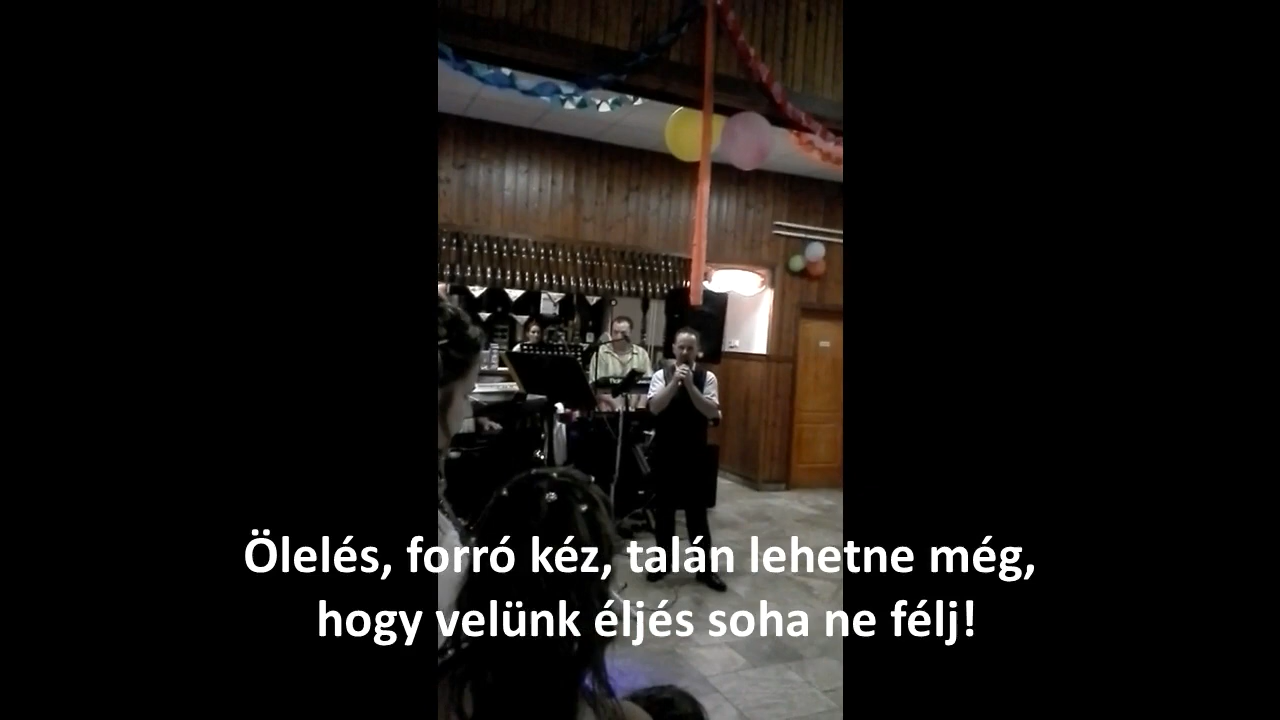 Ölelés, forró kéz, talán lehetne még,
hogy velünk éljés soha ne félj!